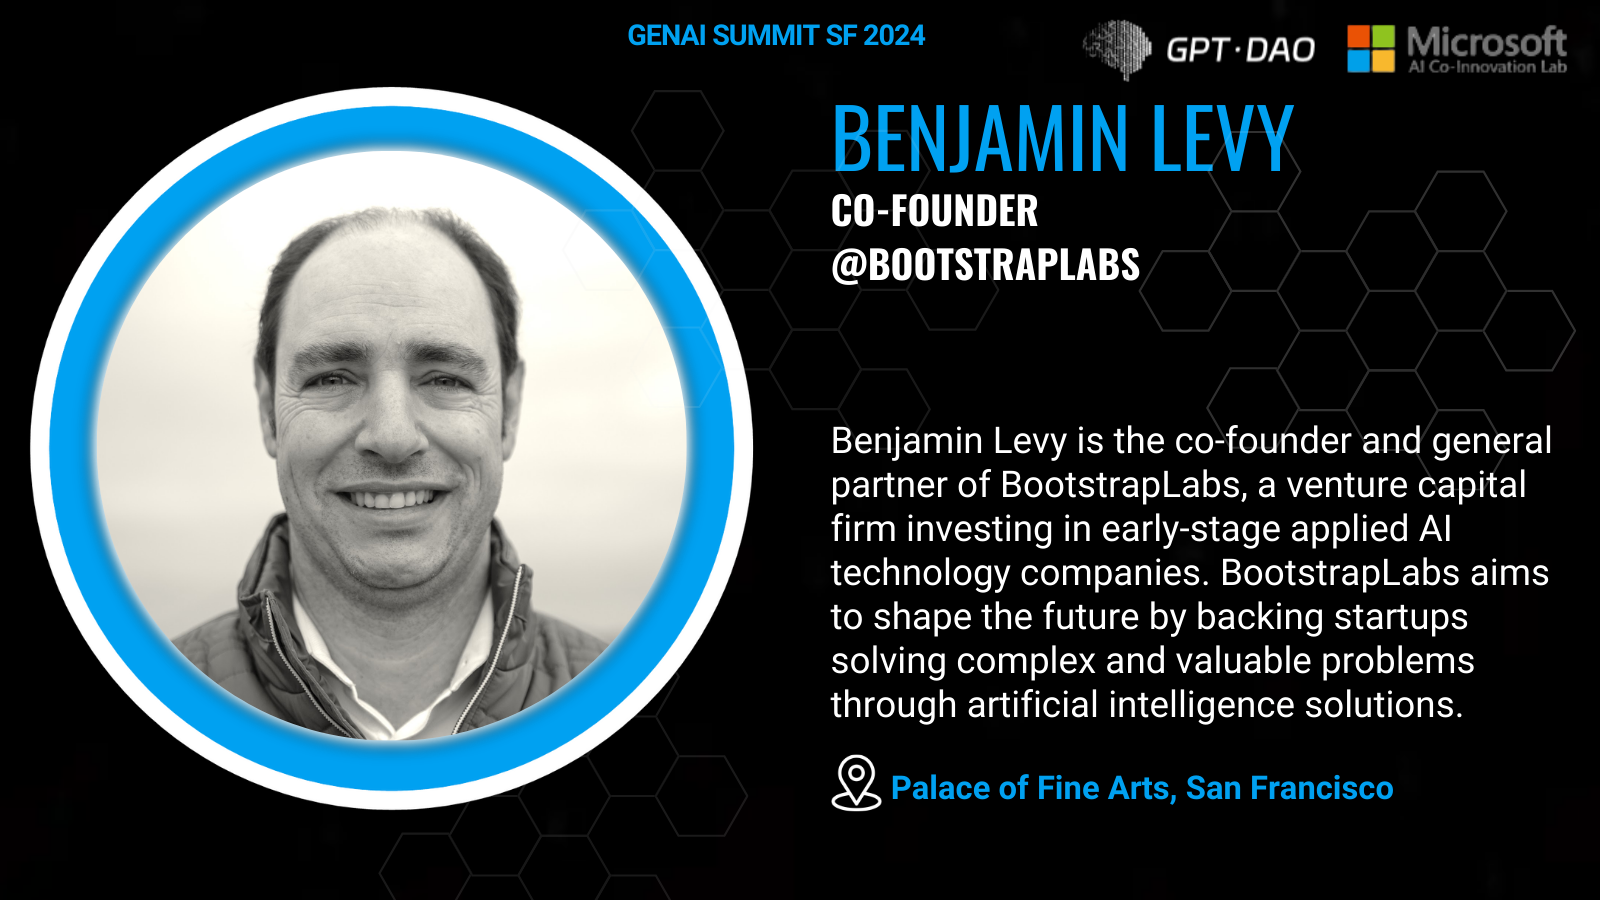 GENAI SUMMIT SF 2024
GPT·DAO
Microsoft
AI Co-Innovation Lab
BENJAMIN LEVY
CO-FOUNDER
@BOOTSTRAPLABS
Benjamin Levy is the co-founder and general
partner of BootstrapLabs, a venture capital
firm investing in early-stage applied AI
technology companies. BootstrapLabs aims
to shape the future by backing startups
solving complex and valuable problems
through artificial intelligence solutions.
Palace of Fine Arts, San Francisco